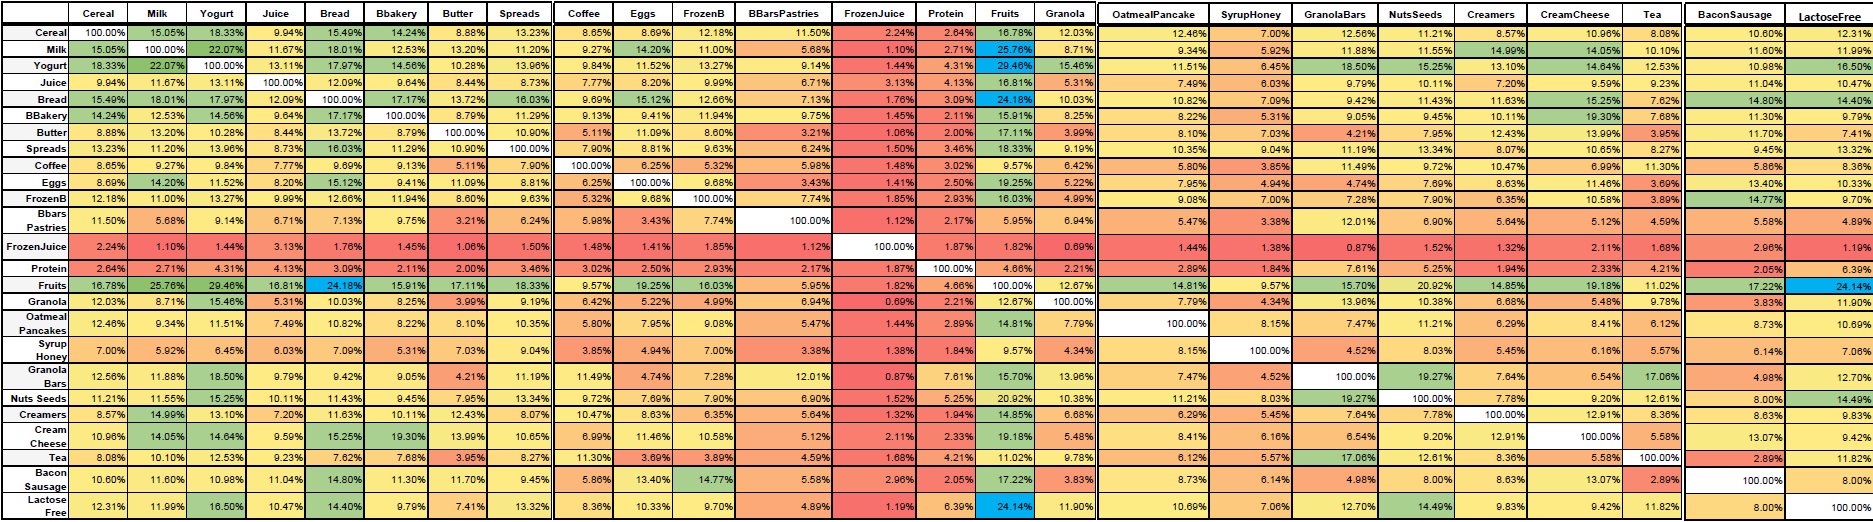 Cereal Milk Yogurt Juice Bread Bbakery Butter Spreads Coffee Eggs FrozenB BBarsPastries FrozenJuice Protein Fruits Granola OatmealPancake SyrupHoney GranolaBars NutsSeeds Creamers CreamCheese Tea BaconSausage LactoseFree
Cereal 100.00% 15.05% 18.33% 9.94% 15.49% 14.24% 8.88% 13.23% 8.65% 8.69% 12.18% 11.50% 2.24% 2.64% 16.78% 12.03% 12.46% 7.00% 12.56% 11.21% 8.57% 10.96% 8.08% 10.60% 12.31%
Milk 15.05% 100.00% 22.07% 11.67% 18.01% 12.53% 13.20% 11.20% 9.27% 14.20% 11.00% 5.68% 1.10% 2.71% 25.76% 8.71% 9.34% 5.92% 11.88% 11.55% 14.99% 14.05% 10.10% 11.60% 11.99%
Yogurt 18.33% 22.07% 100.00% 13.11% 17.97% 14.56% 10.28% 13.96% 9.84% 11.52% 13.27% 9.14% 1.44% 4.31% 29.46% 15.46% 11.51% 6.45% 18.50% 15.25% 13.10% 14.64% 12.53% 10.98% 16.50%
Juice 9.94% 11.67% 13.11% 100.00% 12.09% 9.64% 8.44% 8.73% 7.77% 8.20% 9.99% 6.71% 3.13% 4.13% 16.81% 5.31% 7.49% 6.03% 9.79% 10.11% 7.20% 9.59% 9.23% 11.04% 10.47%
Bread 15.49% 18.01% 17.97% 12.09% 100.00% 17.17% 13.72% 16.03% 9.69% 15.12% 12.66% 7.13% 1.76% 3.09% 24.18% 10.03% 10.82% 7.09% 9.42% 11.43% 11.63% 15.25% 7.62% 14.80% 14.40%
BBakery 14.24% 12.53% 14.56% 9.64% 17.17% 100.00% 8.79% 11.29% 9.13% 9.41% 11.94% 9.75% 1.45% 2.11% 15.91% 8.25% 8.22% 5.31% 9.05% 9.45% 10.11% 19.30% 7.68% 11.30% 9.79%
Butter 8.88% 13.20% 10.28% 8.44% 13.72% 8.79% 100.00% 10.90% 5.11% 11.09% 8.60% 3.21% 1.06% 2.00% 17.11% 3.99% 8.10% 7.03% 4.21% 7.95% 12.43% 13.99% 3.95% 11.70% 7.41%
Spreads 13.23% 11.20% 13.96% 8.73% 16.03% 11.29% 10.90% 100.00% 7.90% 8.81% 9.63% 6.24% 1.50% 3.46% 18.33% 9.19% 10.35% 9.04% 11.19% 13.34% 8.07% 10.65% 8.27% 9.45% 13.32%
Coffee 8.65% 9.27% 9.84% 7.77% 9.69% 9.13% 5.11% 7.90% 100.00% 6.25% 5.32% 5.98% 1.48% 3.02% 9.57% 6.42% 5.80% 3.85% 11.49% 9.72% 10.47% 6.99% 11.30% 5.86% 8.36%
Eggs 8.69% 14.20% 11.52% 8.20% 15.12% 9.41% 11.09% 8.81% 6.25% 100.00% 9.68% 3.43% 1.41% 2.50% 19.25% 5.22% 7.95% 4.94% 4.74% 7.69% 8.63% 11.46% 3.69% 13.40% 10.33%
FrozenB 12.18% 11.00% 13.27% 9.99% 12.66% 11.94% 8.60% 9.63% 5.32% 9.68% 100.00% 7.74% 1.85% 2.93% 16.03% 4.99% 9.08% 7.00% 7.28% 7.90% 6.35% 10.58% 3.89% 14.77% 9.70%
Bbars
Pastries 11.50% 5.68% 9.14% 6.71% 7.13% 9.75% 3.21% 6.24% 5.98% 3.43% 7.74% 100.00% 1.12% 2.17% 5.95% 6.94% 5.47% 3.38% 12.01% 6.90% 5.64% 5.12% 4.59% 5.58% 4.89%
FrozenJuice 2.24% 1.10% 1.44% 3.13% 1.76% 1.45% 1.06% 1.50% 1.48% 1.41% 1.85% 1.12% 100.00% 1.87% 1.82% 0.69% 1.44% 1.38% 0.87% 1.52% 1.32% 2.11% 1.68% 2.96% 1.19%
Protein 2.64% 2.71% 4.31% 4.13% 3.09% 2.11% 2.00% 3.46% 3.02% 2.50% 2.93% 2.17% 1.87% 100.00% 4.66% 2.21% 2.89% 1.84% 7.61% 5.25% 1.94% 2.33% 4.21% 2.05% 6.39%
Fruits 16.78% 25.76% 29.46% 16.81% 24.18% 15.91% 17.11% 18.33% 9.57% 19.25% 16.03% 5.95% 1.82% 4.66% 100.00% 12.67% 14.81% 9.57% 15.70% 20.92% 14.85% 19.18% 11.02% 17.22% 24.14%
Granola 12.03% 8.71% 15.46% 5.31% 10.03% 8.25% 3.99% 9.19% 6.42% 5.22% 4.99% 6.94% 0.69% 2.21% 12.67% 100.00% 7.79% 4.34% 13.96% 10.38% 6.68% 5.48% 9.78% 3.83% 11.90%
Oatmeal
Pancakes 12.46% 9.34% 11.51% 7.49% 10.82% 8.22% 8.10% 10.35% 5.80% 7.95% 9.08% 5.47% 1.44% 2.89% 14.81% 7.79% 100.00% 8.15% 7.47% 11.21% 6.29% 8.41% 6.12% 8.73% 10.69%
Syrup
Honey 7.00% 5.92% 6.45% 6.03% 7.09% 5.31% 7.03% 9.04% 3.85% 4.94% 7.00% 3.38% 1.38% 1.84% 9.57% 4.34% 8.15% 100.00% 4.52% 8.03% 5.45% 6.16% 5.57% 6.14% 7.06%
Granola
Bars 12.56% 11.88% 18.50% 9.79% 9.42% 9.05% 4.21% 11.19% 11.49% 4.74% 7.28% 12.01% 0.87% 7.61% 15.70% 13.96% 7.47% 4.52% 100.00% 19.27% 7.64% 6.54% 17.06% 4.98% 12.70%
Nuts Seeds 11.21% 11.55% 15.25% 10.11% 11.43% 9.45% 7.95% 13.34% 9.72% 7.69% 7.90% 6.90% 1.52% 5.25% 20.92% 10.38% 11.21% 8.03% 19.27% 100.00% 7.78% 9.20% 12.61% 8.00% 14.49%
Creamers 8.57% 14.99% 13.10% 7.20% 11.63% 10.11% 12.43% 8.07% 10.47% 8.63% 6.35% 5.64% 1.32% 1.94% 14.85% 6.68% 6.29% 5.45% 7.64% 7.78% 100.00% 12.91% 8.36% 8.63% 9.83%
Cream
Cheese 10.96% 14.05% 14.64% 9.59% 15.25% 19.30% 13.99% 10.65% 6.99% 11.46% 10.58% 5.12% 2.11% 2.33% 19.18% 5.48% 8.41% 6.16% 6.54% 9.20% 12.91% 100.00% 5.58% 13.07% 9.42%
Tea 8.08% 10.10% 12.53% 9.23% 7.62% 7.68% 3.95% 8.27% 11.30% 3.69% 3.89% 4.59% 1.68% 4.21% 11.02% 9.78% 6.12% 5.57% 17.06% 12.61% 8.36% 5.58% 100.00% 2.89% 11.82%
Bacon
Sausage 10.60% 11.60% 10.98% 11.04% 14.80% 11.30% 11.70% 9.45% 5.86% 13.40% 14.77% 5.58% 2.96% 2.05% 17.22% 3.83% 8.73% 6.14% 4.98% 8.00% 8.63% 13.07% 2.89% 100.00% 8.00%
Lactose
Free 12.31% 11.99% 16.50% 10.47% 14.40% 9.79% 7.41% 13.32% 8.36% 10.33% 9.70% 4.89% 1.19% 6.39% 24.14% 11.90% 10.69% 7.06% 12.70% 14.49% 9.83% 9.42% 11.82% 8.00% 100.00%